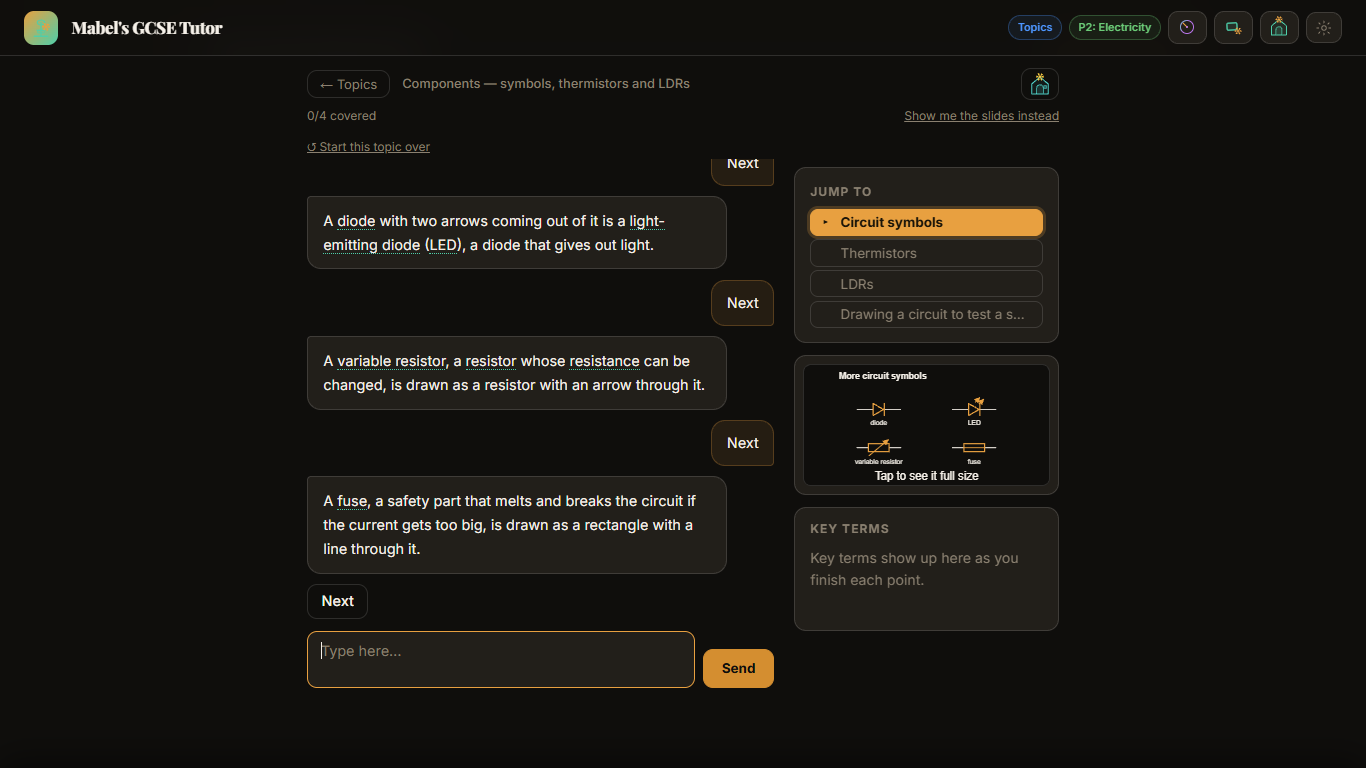 Mabel's GCSE Tutor
Topics
P2: Electricity
← Topics
Components — symbols, thermistors and LDRs
0/4 covered
Show me the slides instead
↺ Start this topic over
Next
A diode with two arrows coming out of it is a light-
emitting diode (LED), a diode that gives out light.
Next
A variable resistor, a resistor whose resistance can be
changed, is drawn as a resistor with an arrow through it.
Next
A fuse, a safety part that melts and breaks the circuit if
the current gets too big, is drawn as a rectangle with a
line through it.
Next
Type here...
Send
JUMP TO
Circuit symbols
Thermistors
LDRs
Drawing a circuit to test a s...
More circuit symbols
diode
LED
variable resistor
fuse
Tap to see it full size
KEY TERMS
Key terms show up here as you
finish each point.